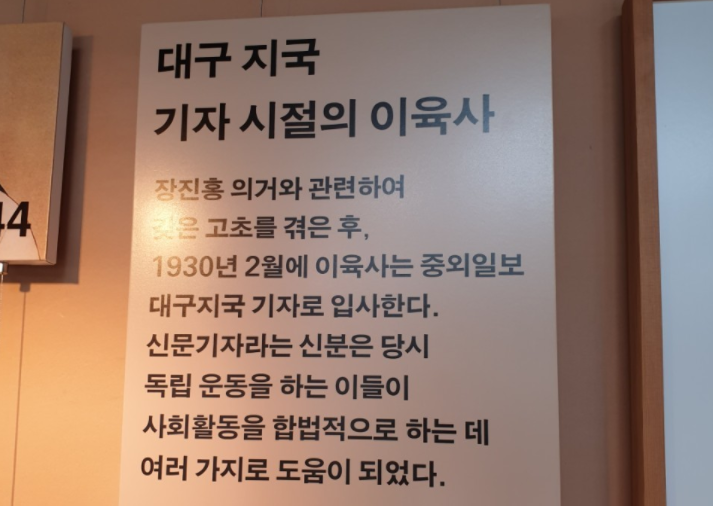 대구 지국
기자 시절의 이육사
장진홍 의거와 관련하여
갖은 고초를 겪은 후,
1930년 2월에 이육사는 중외일보
대구지국 기자로 입사한다.
신문기자라는 신분은 당시
독립 운동을 하는 이들이
사회활동을 합법적으로 하는 데
여러 가지로 도움이 되었다.
44